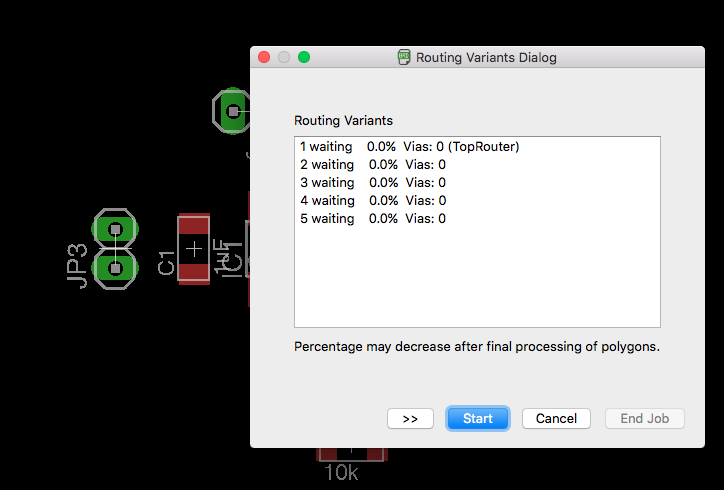 Routing Variants Dialog
Routing Variants
1 waiting 0.0% Vias: 0 (TopRouter)
2 waiting 0.0% Vias: 0
3 waiting 0.0% Vias: 0
4 waiting 0.0% Vias: 0
5 waiting 0.0% Vias: 0
Percentage may decrease after final processing of polygons.
>> Start Cancel End Job
JP3
C1
1uF
IC1
10k